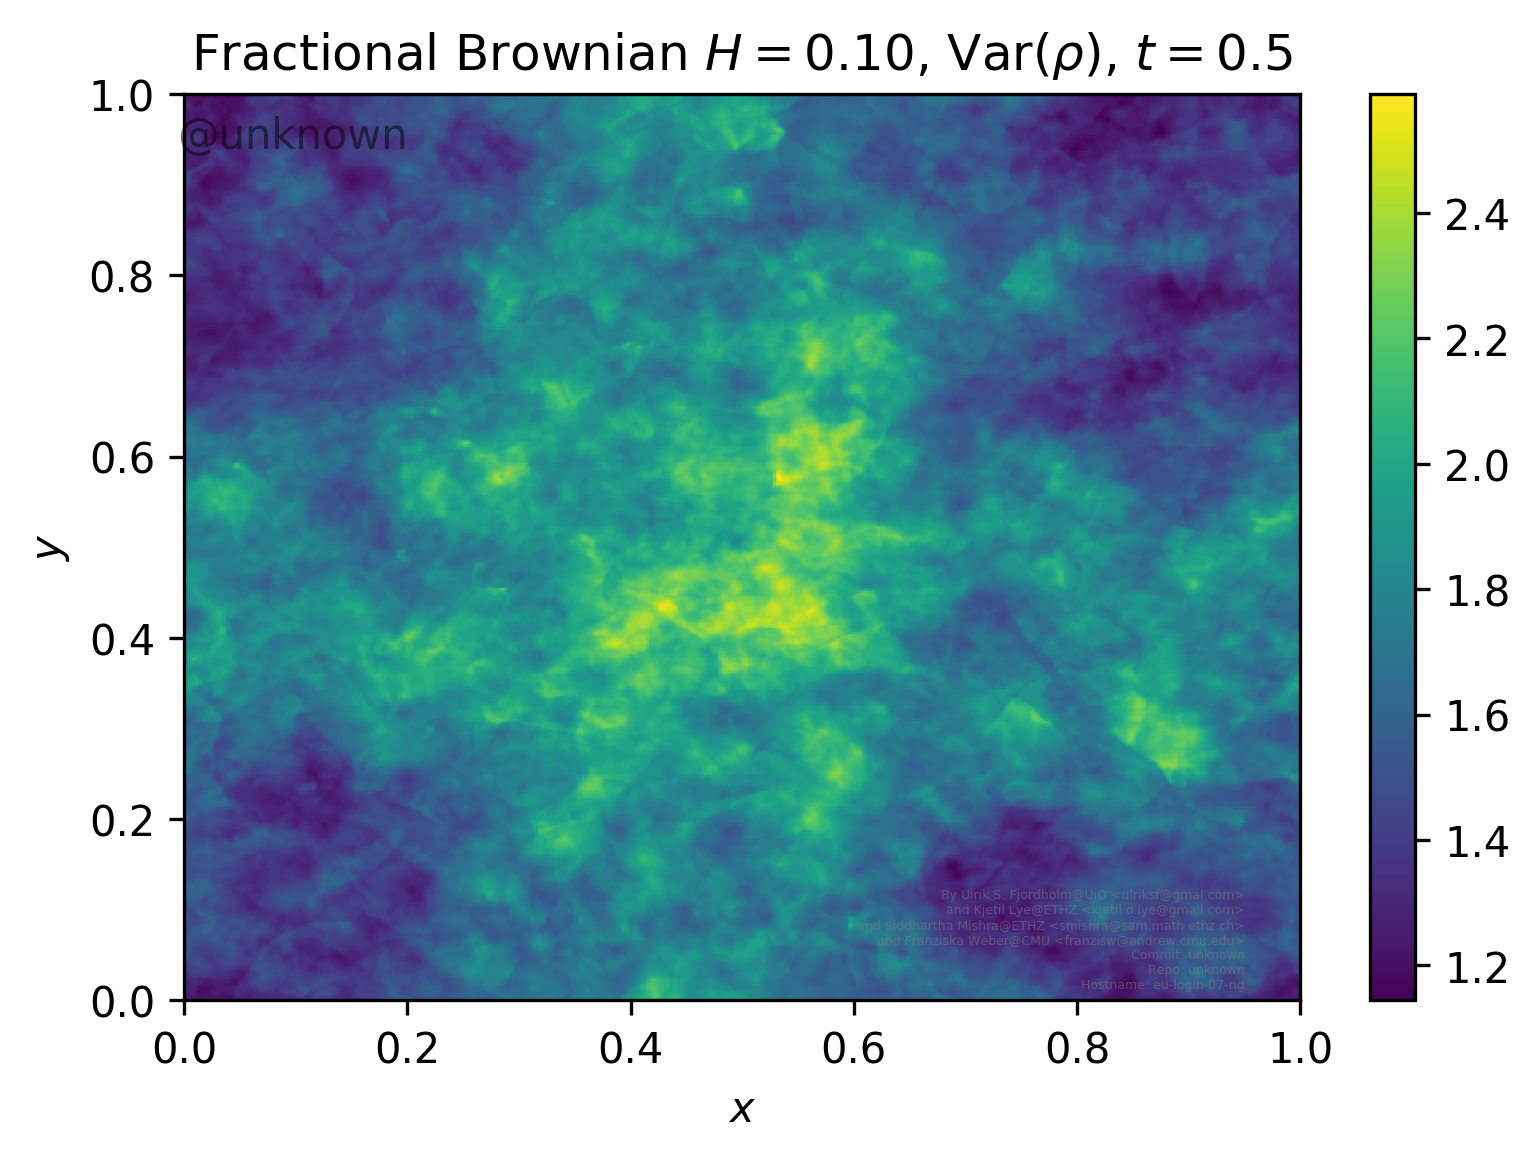 Fractional Brownian H = 0.10, Var(ρ), t = 0.5
@unknown
1.0
0.8
0.6
0.4
0.2
0.0
y
0.0 0.2 0.4 0.6 0.8 1.0
x
2.4
2.2
2.0
1.8
1.6
1.4
1.2
By Ulrik S. Fjordholm@UiO <ulriksf@gmal.com>
and Kjetil Lye@ETHZ <kjetil.o.lye@gmail.com>
and Siddhartha Mishra@ETHZ <smishra@sam.math.ethz.ch>
and Franziska Weber@CMU <franzisw@andrew.cmu.edu>
Commit: unknown
Repo: unknown
Hostname: eu-login-07-ng